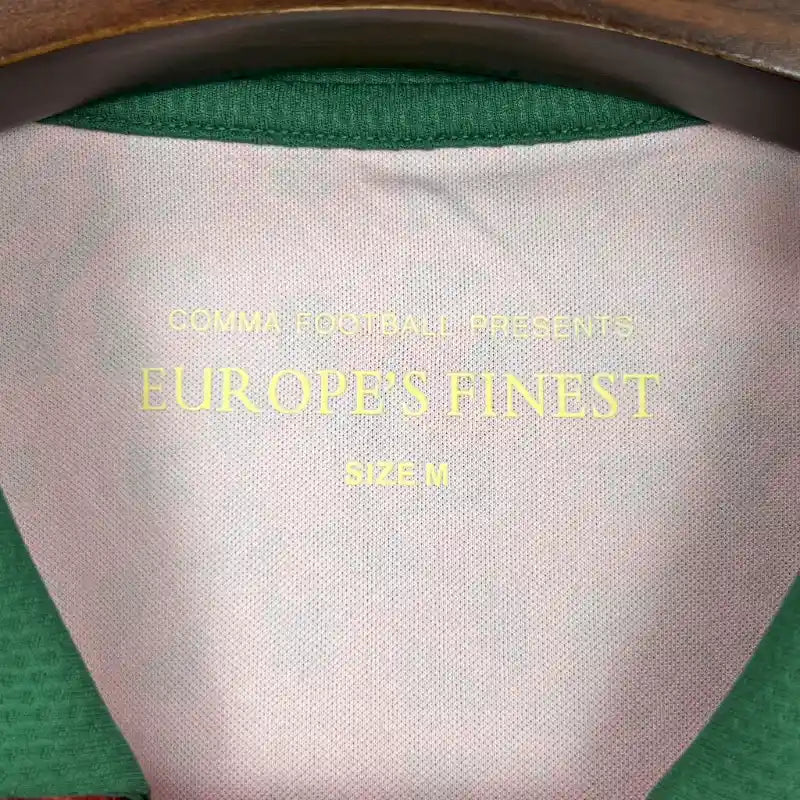 COMMA FOOTBALL PRESENTS
EUROPE'S FINEST
SIZE M